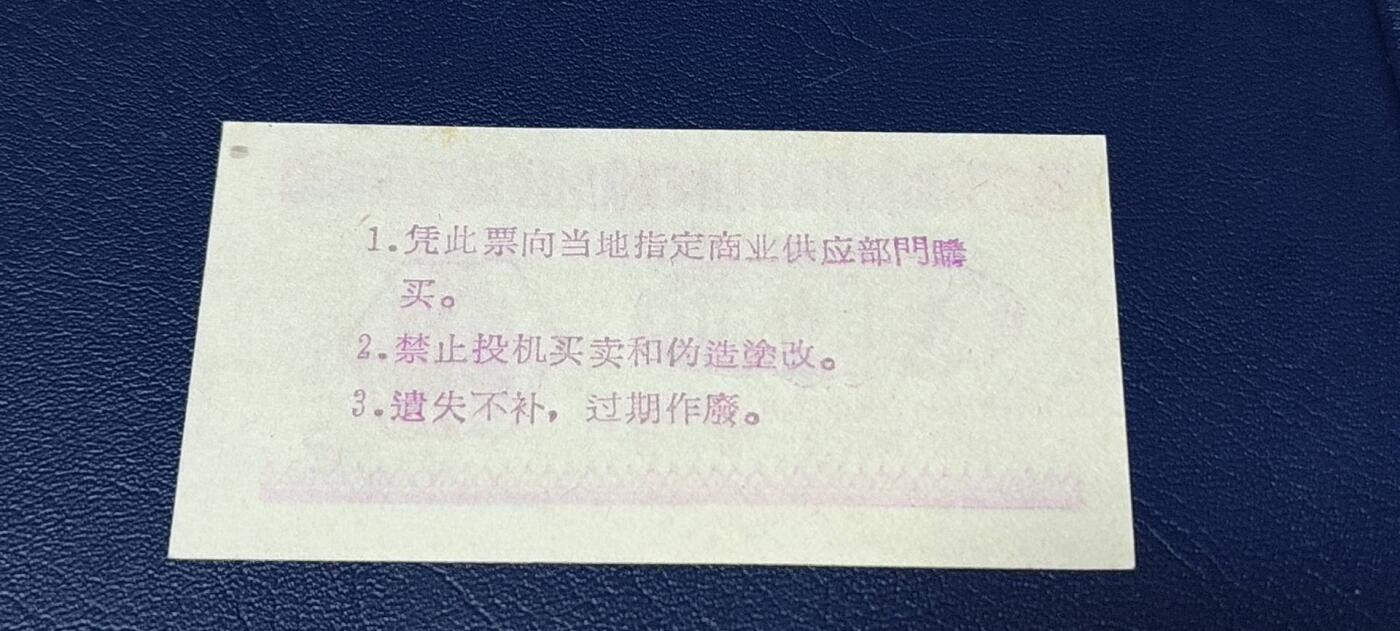 1.凭此票向当地指定商业供应部門購
买。
2.禁止投机买卖和伪造塗改。
3.遺失不补，过期作廢。